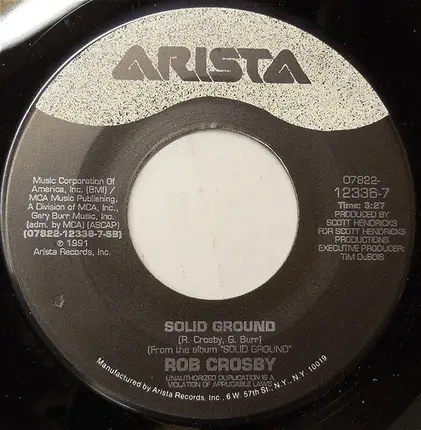 ARISTA
Music Corporation Of
America, Inc. (BMI) /
MCA Music Publishing,
A Division of MCA, Inc.,
Gary Burr Music, Inc.
(adm. by MCA) (ASCAP)
(07822-12336-7-SB)
℗ 1991
Arista Records, Inc.
07822-
12336-7
Time: 3:27
PRODUCED BY
SCOTT HENDRICKS
FOR SCOTT HENDRICKS
PRODUCTIONS
EXECUTIVE PRODUCER:
TIM DuBOIS
SOLID GROUND
(R. Crosby, G. Burr)
(From the album "SOLID GROUND"
ROB CROSBY
UNAUTHORIZED DUPLICATION IS A
VIOLATION OF APPLICABLE LAWS
Manufactured by Arista Records, Inc., 6 W. 57th St., N.Y., N.Y. 10019